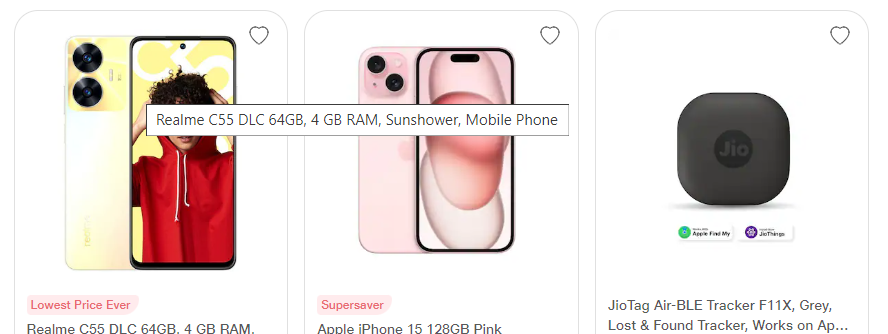 Realme C55 DLC 64GB, 4 GB RAM, Sunshower, Mobile Phone
Jio
Apple Find My
JioThings
Lowest Price Ever
Supersaver
Realme C55 DLC 64GB, 4 GB RAM,
Apple iPhone 15 128GB Pink
JioTag Air-BLE Tracker F11X, Grey,
Lost & Found Tracker, Works on Ap...